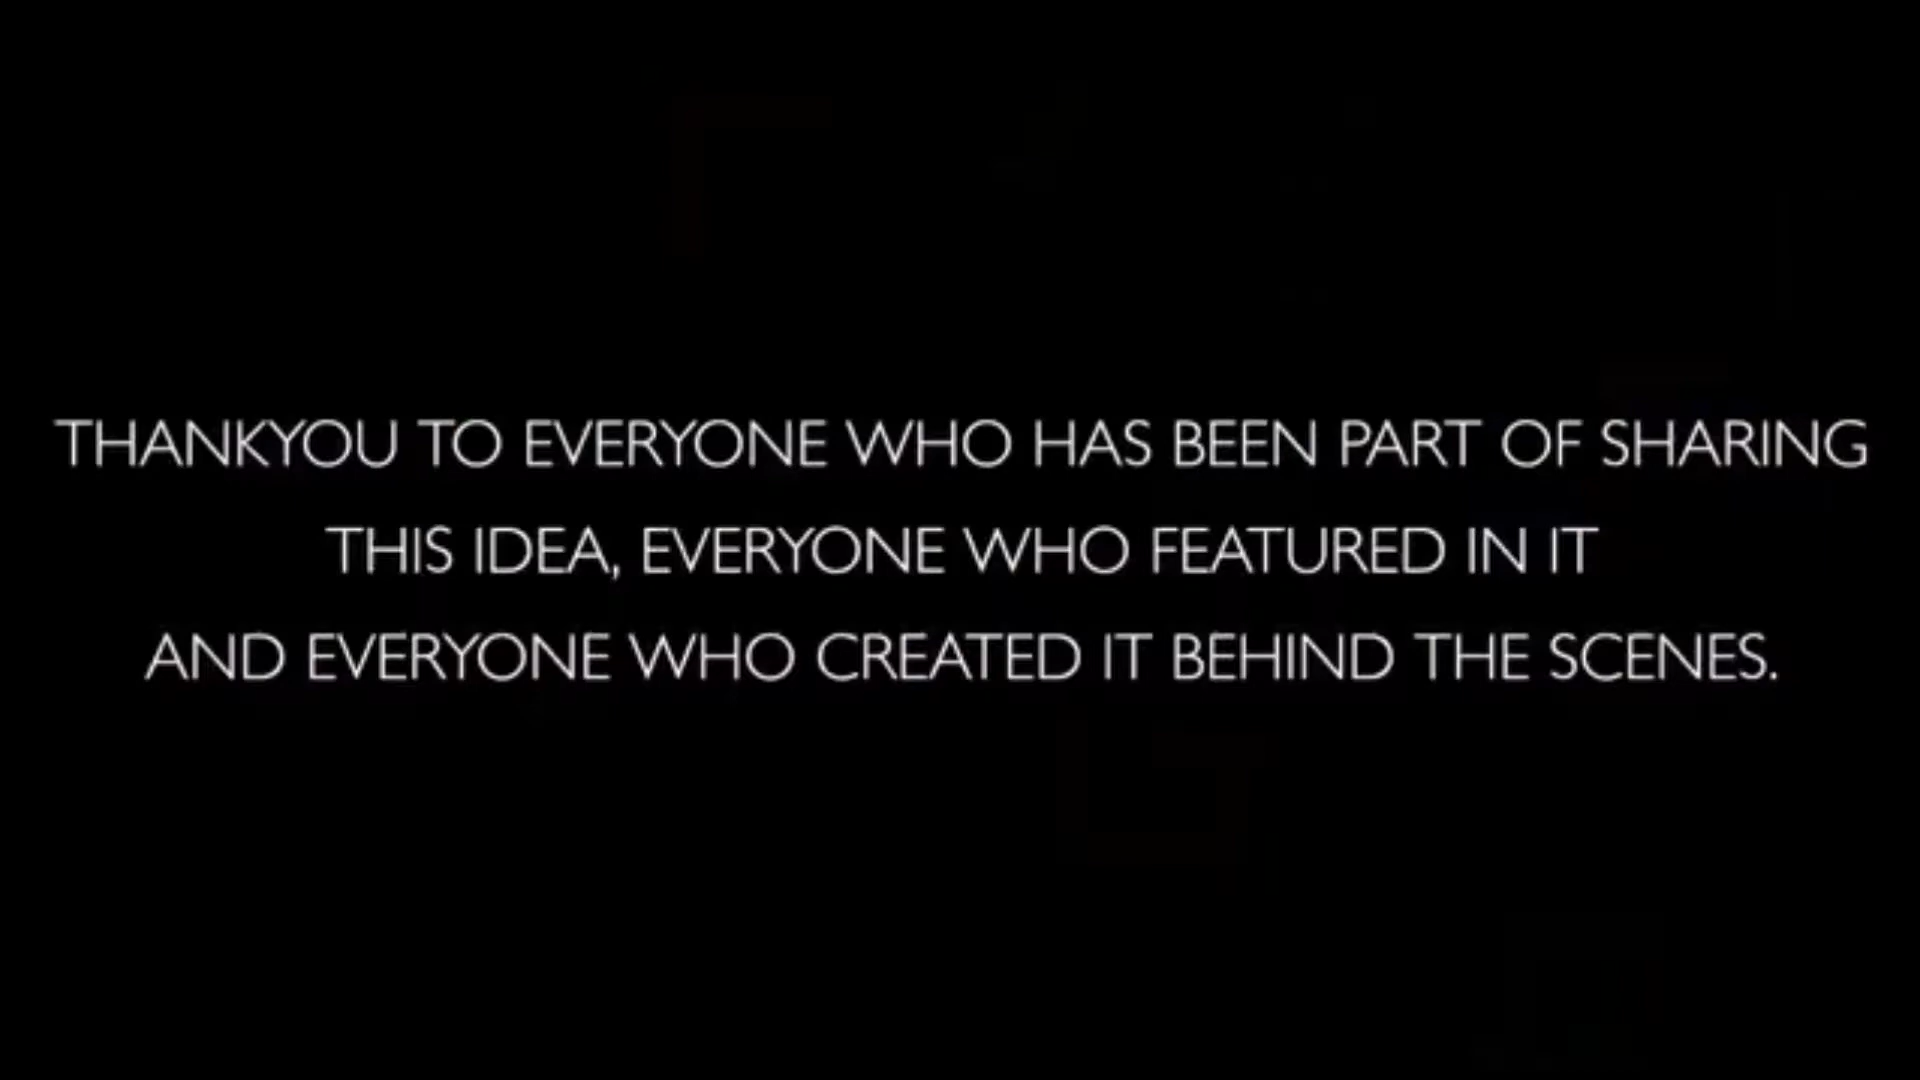 THANKYOU TO EVERYONE WHO HAS BEEN PART OF SHARING
THIS IDEA, EVERYONE WHO FEATURED IN IT
AND EVERYONE WHO CREATED IT BEHIND THE SCENES.